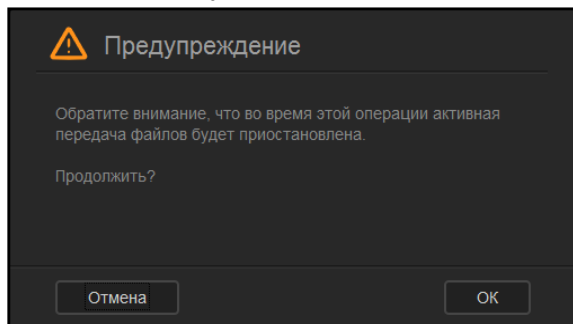 Предупреждение
Обратите внимание, что во время этой операции активная
передача файлов будет приостановлена.
Продолжить?
Отмена
ОК